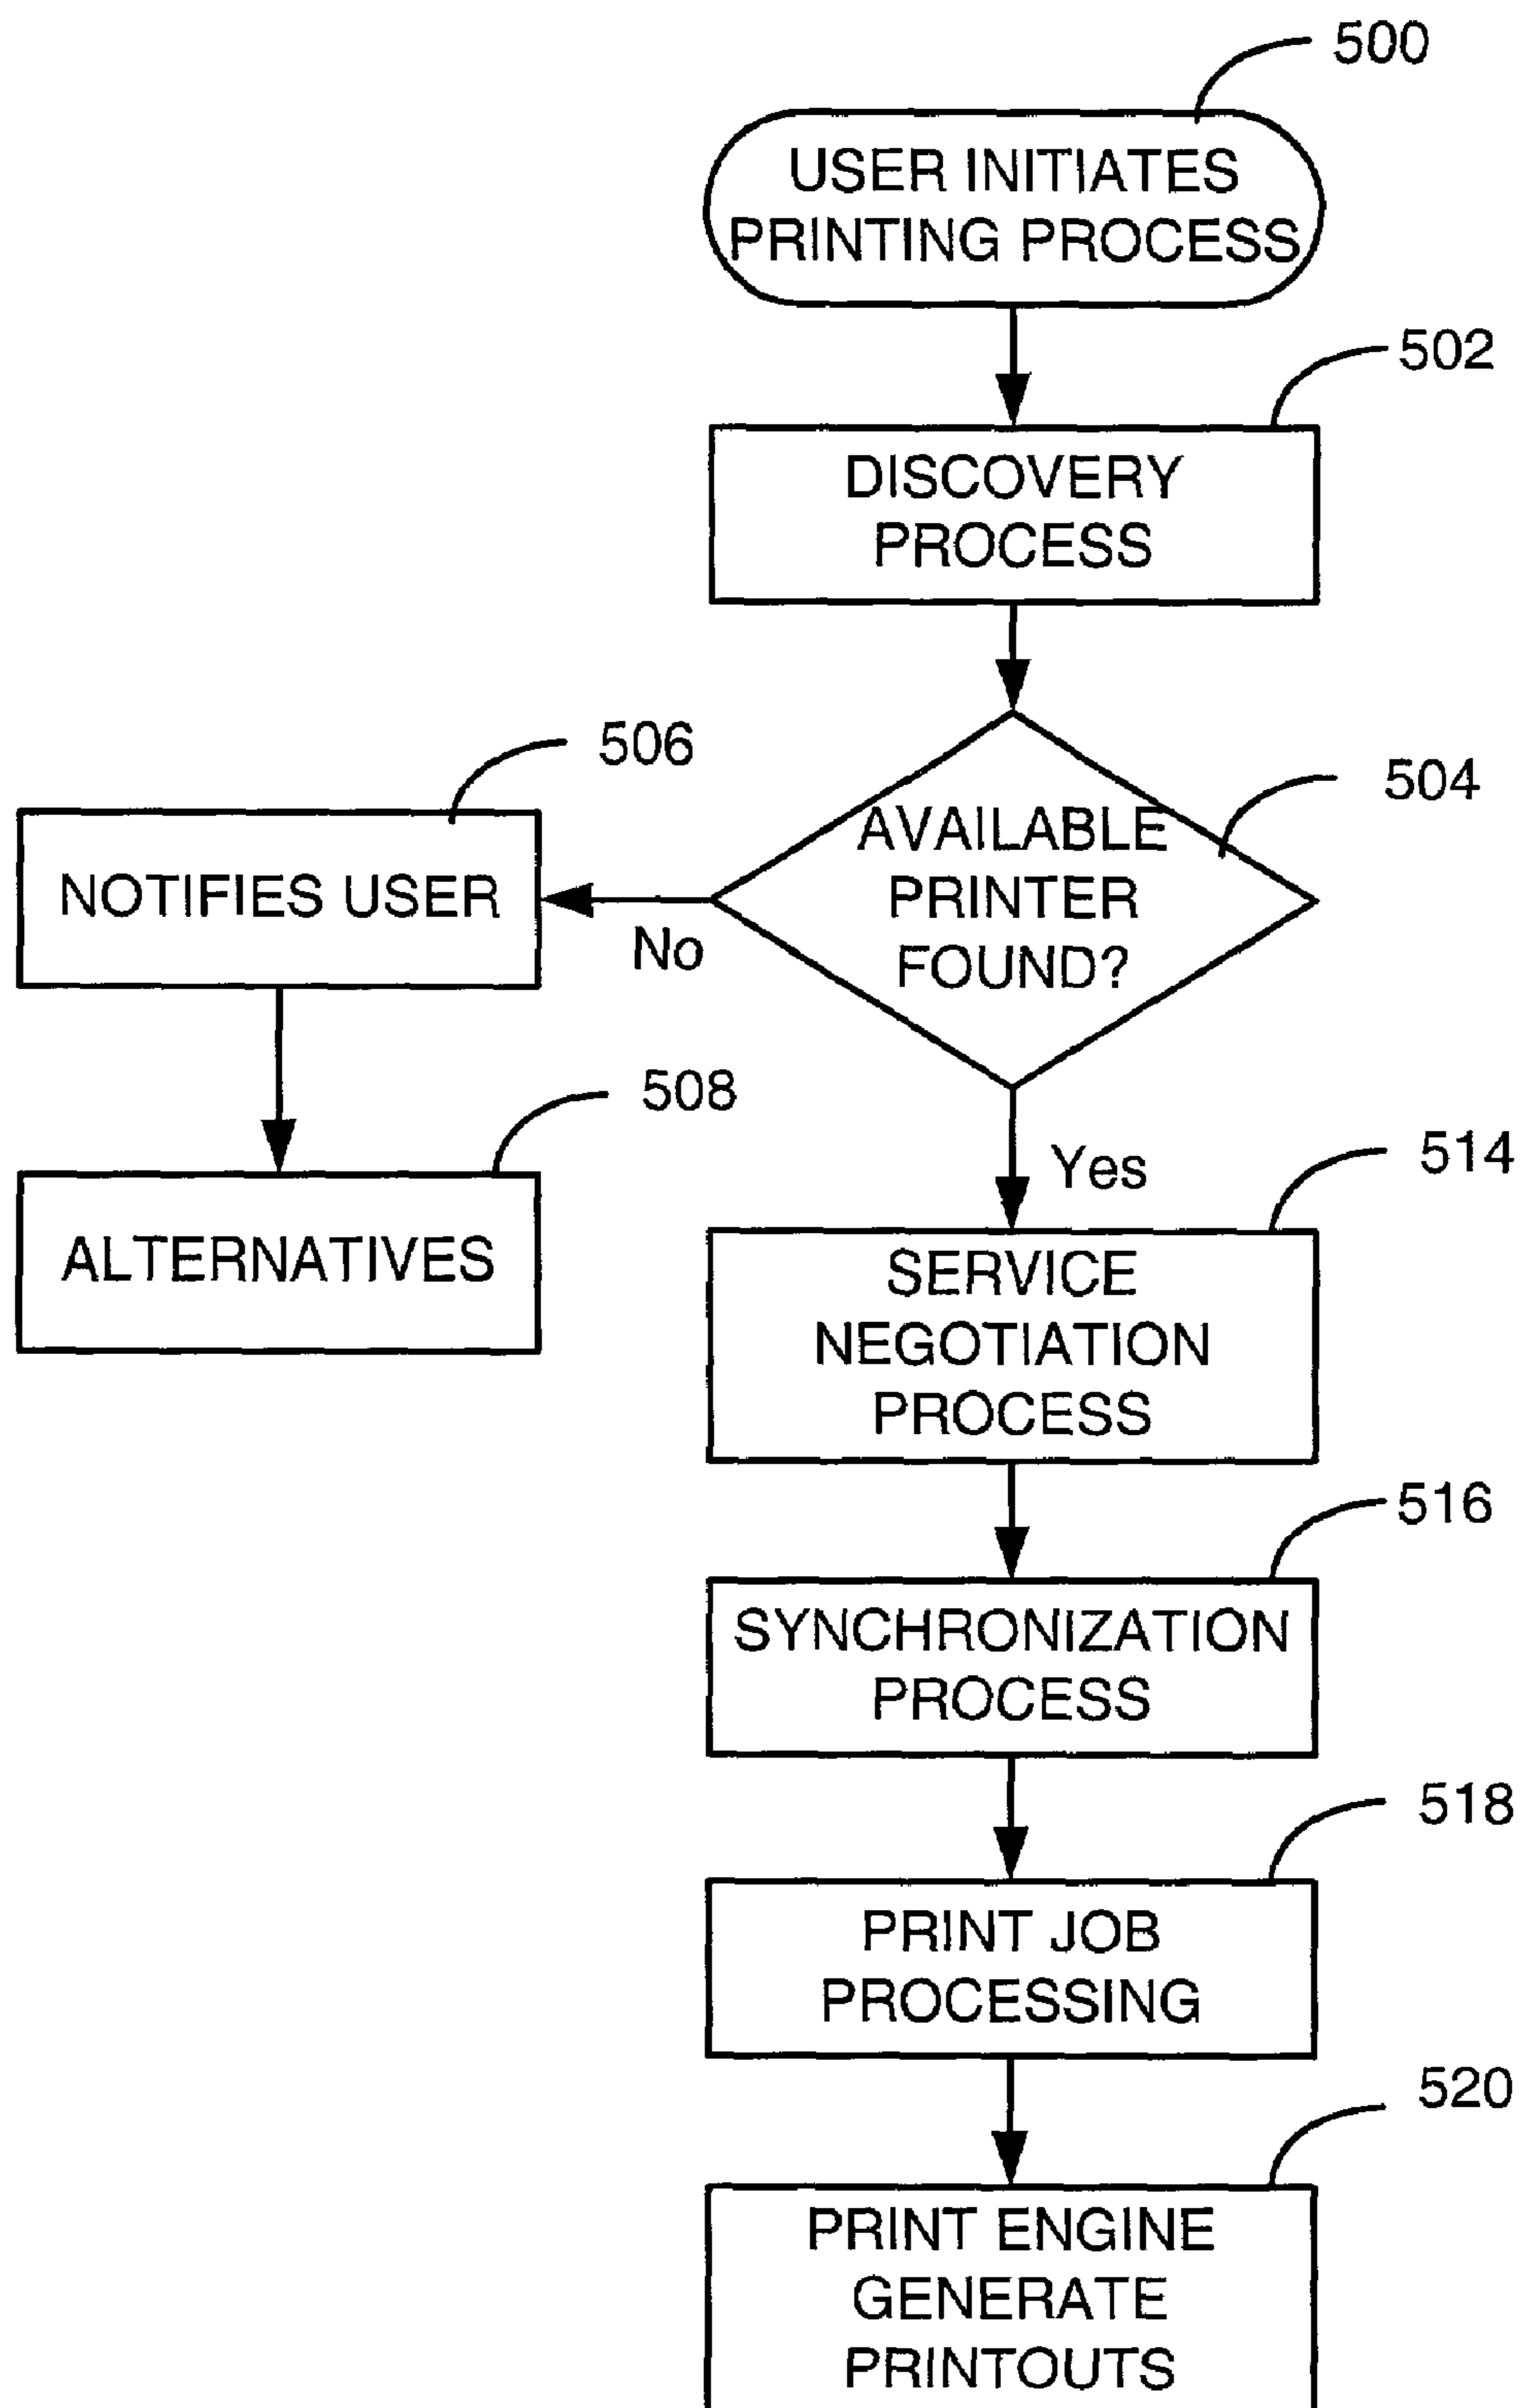 500
USER INITIATES
PRINTING PROCESS
502
DISCOVERY
PROCESS
504
AVAILABLE
PRINTER
FOUND?
506
NOTIFIES USER
No
508
ALTERNATIVES
Yes
514
SERVICE
NEGOTIATION
PROCESS
516
SYNCHRONIZATION
PROCESS
518
PRINT JOB
PROCESSING
520
PRINT ENGINE
GENERATE
PRINTOUTS